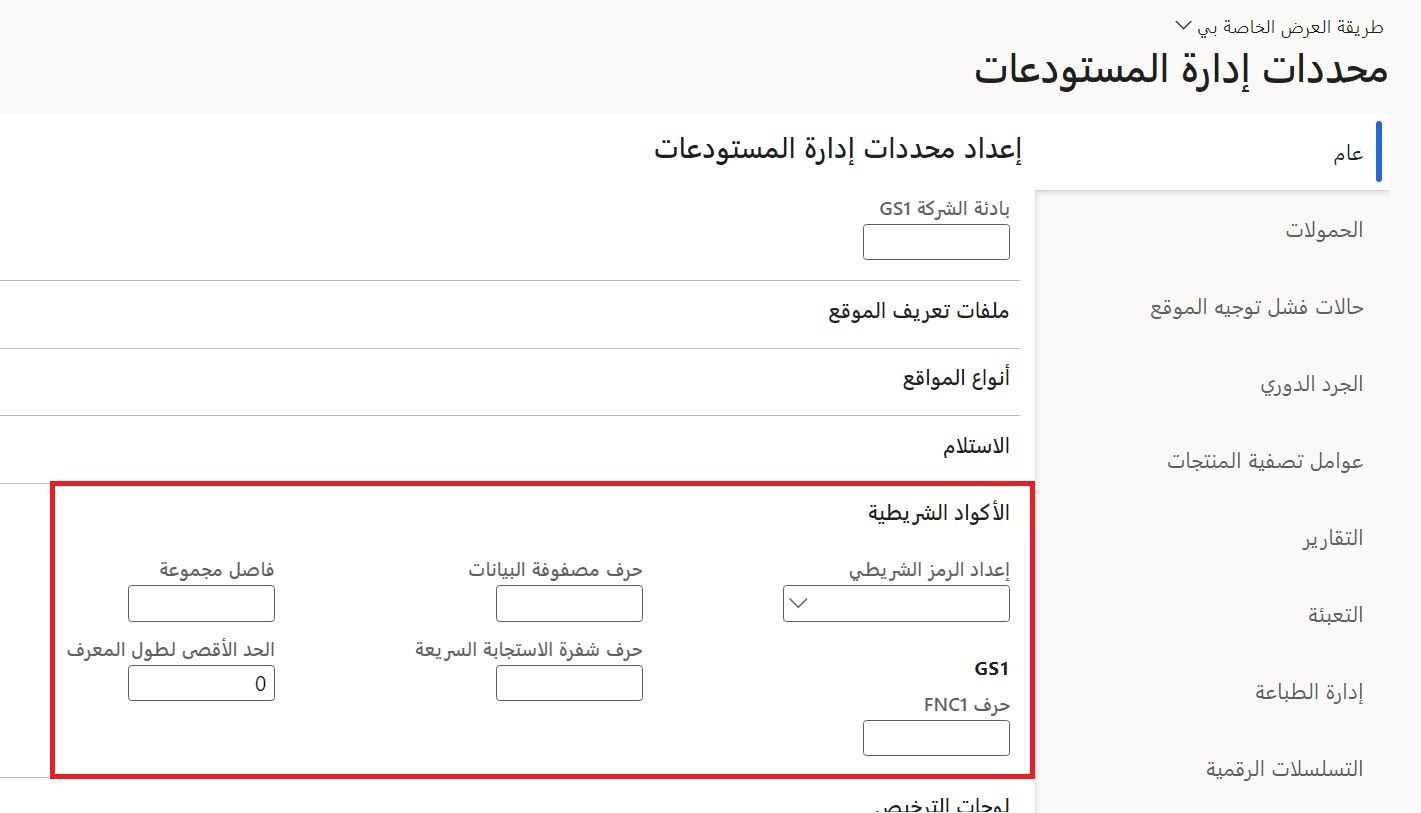 طريقة العرض الخاصة بي
محددات إدارة المستودعات
عام
الحمولات
حالات فشل توجيه الموقع
الجرد الدوري
عوامل تصفية المنتجات
التقارير
التعبئة
إدارة الطباعة
التسلسلات الرقمية
إعداد محددات إدارة المستودعات
بادئة الشركة GS1
ملفات تعريف الموقع
أنواع المواقع
الاستلام
الأكواد الشريطية
إعداد الرمز الشريطي
GS1
حرف FNC1
حرف مصفوفة البيانات
حرف شفرة الاستجابة السريعة
فاصل مجموعة
الحد الأقصى لطول المعرف
0
لوحات الترخيص